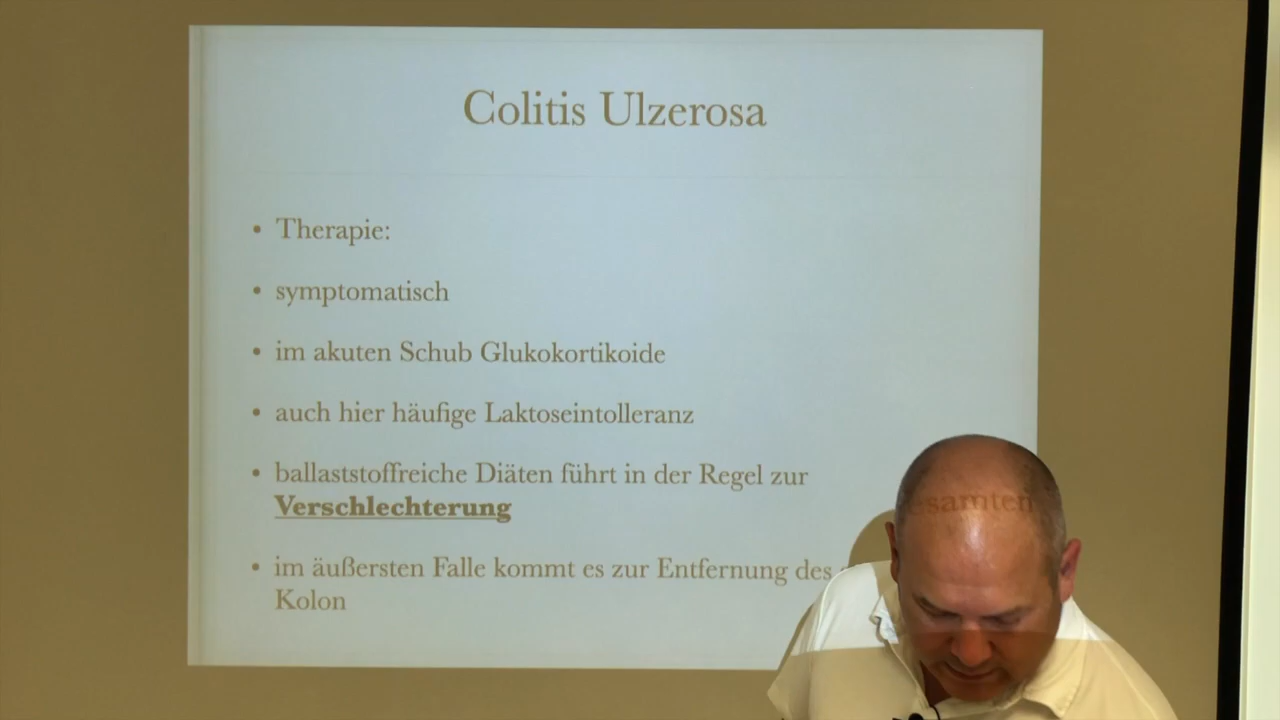 Colitis Ulzerosa
• Therapie:
• symptomatisch
• im akuten Schub Glukokortikoide
• auch hier häufige Laktoseintolleranz
• ballaststoffreiche Diäten führt in der Regel zur
Verschlechterung
• im äußersten Falle kommt es zur Entfernung des esamten
Kolon